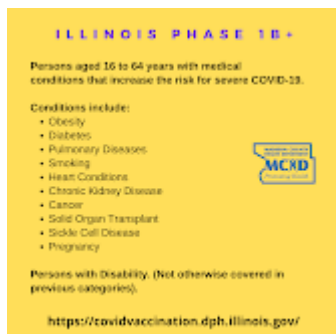 ILLINOIS PHASE 1B+
Persons aged 16 to 64 years with medical
conditions that increase the risk for severe COVID-19.
Conditions include:
• Obesity
• Diabetes
• Pulmonary Diseases
• Smoking
• Heart Conditions
• Chronic Kidney Disease
• Cancer
• Solid Organ Transplant
• Sickle Cell Disease
• Pregnancy
MCHD
Persons with Disability. (Not otherwise covered in
previous categories).
https://covidvaccination.dph.illinois.gov/